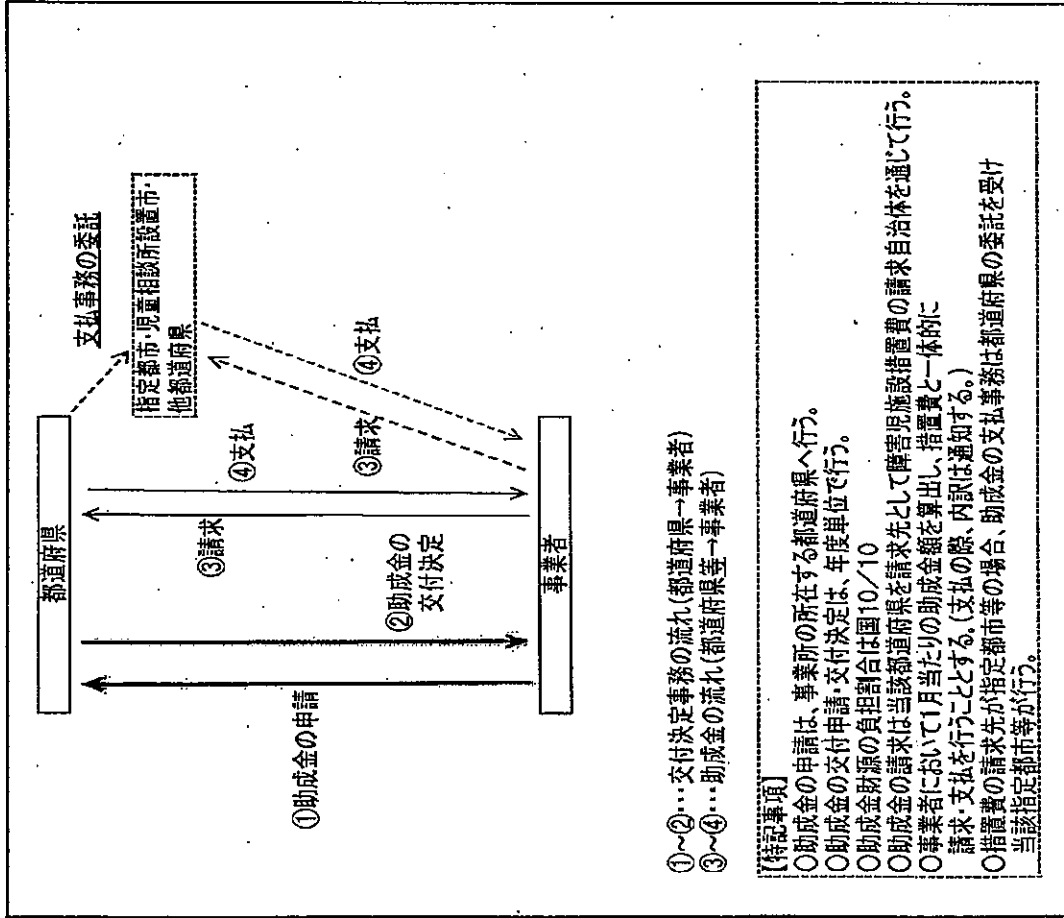 都道府県
支払事務の委託
指定都市・児童相談所設置市・
他都道府県
①助成金の申請
②助成金の
交付決定
③請求
④支払
③請求
④支払
事業者
①~②・・・交付決定事務の流れ(都道府県→事業者)
③~④・・・助成金の流れ(都道府県等→事業者)
【特記事項】
○助成金の申請は、事業所の所在する都道府県へ行う。
○助成金の交付申請・交付決定は、年度単位で行う。
○助成金財源の負担割合は国10/10
○助成金の請求は当該都道府県を請求先として障害児施設措置費の請求自治体を通じて行う。
○事業者において1月当たりの助成金額を算出し、措置費と一体的に
請求・支払を行うこととする。(支払の際、内訳は通知する。)
○措置費の請求先が指定都市等の場合、助成金の支払事務は都道府県の委託を受け
当該指定都市等が行う。